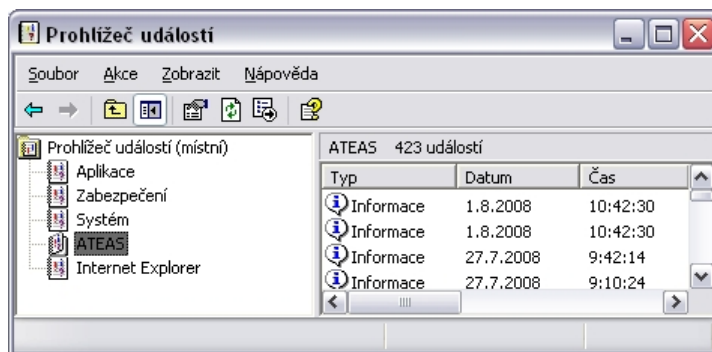 Prohlížeč událostí
Soubor Akce Zobrazit Nápověda
Prohlížeč událostí (místní)
Aplikace
Zabezpečení
Systém
ATEAS
Internet Explorer
ATEAS 423 událostí
Typ Datum Čas
Informace 1.8.2008 10:42:30
Informace 1.8.2008 10:42:30
Informace 27.7.2008 9:42:14
Informace 27.7.2008 9:10:24